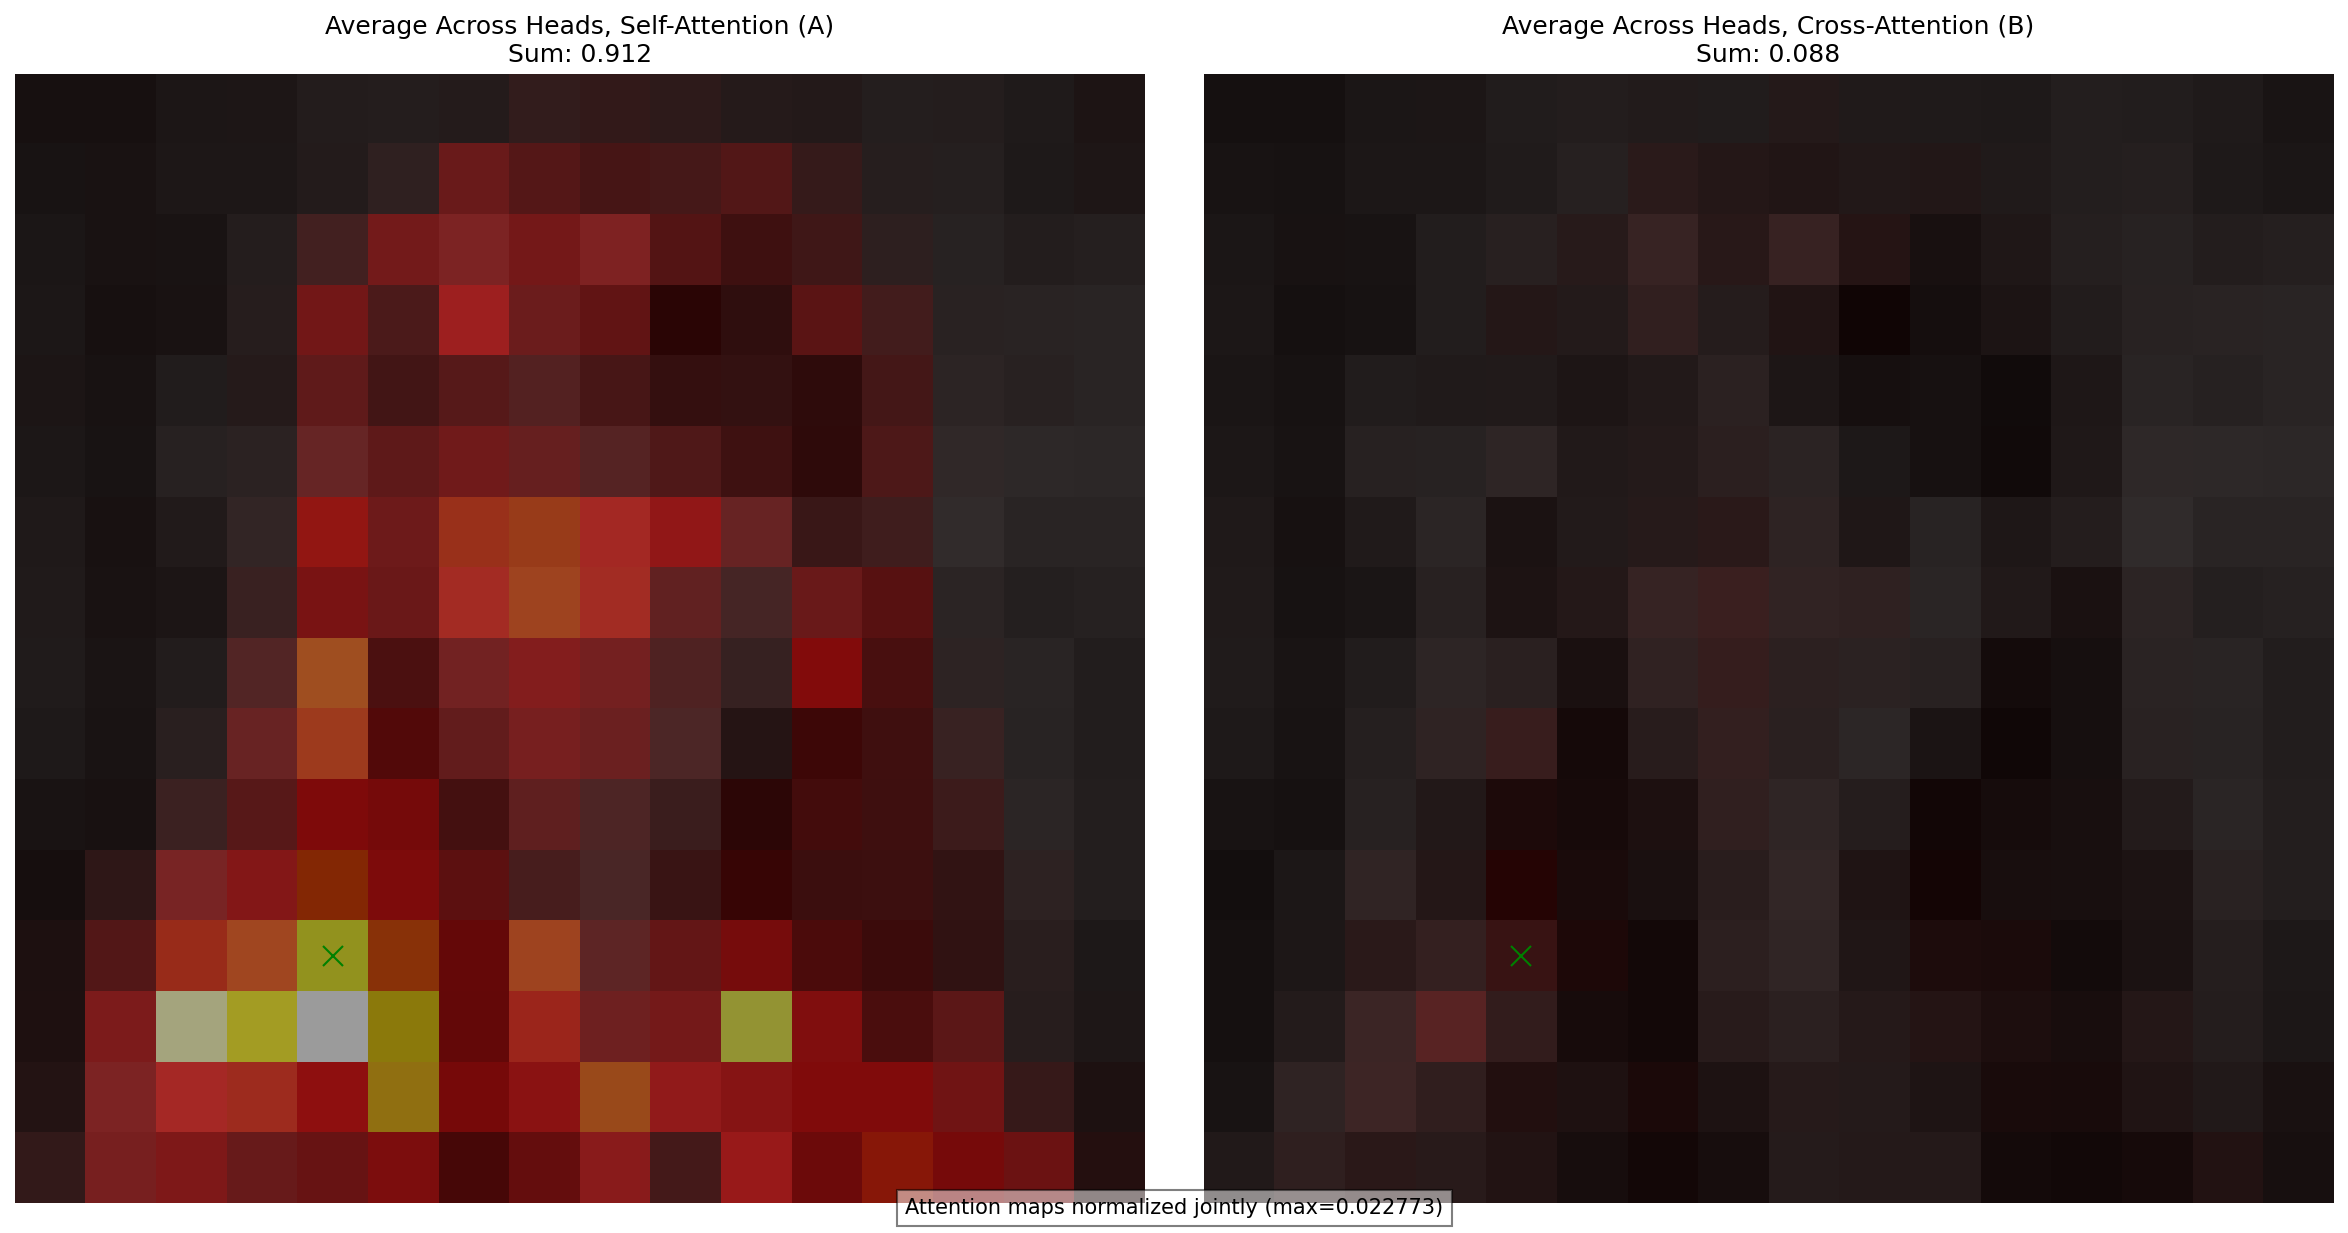 Average Across Heads, Self-Attention (A)
Sum: 0.912
Average Across Heads, Cross-Attention (B)
Sum: 0.088
Attention maps normalized jointly (max=0.022773)